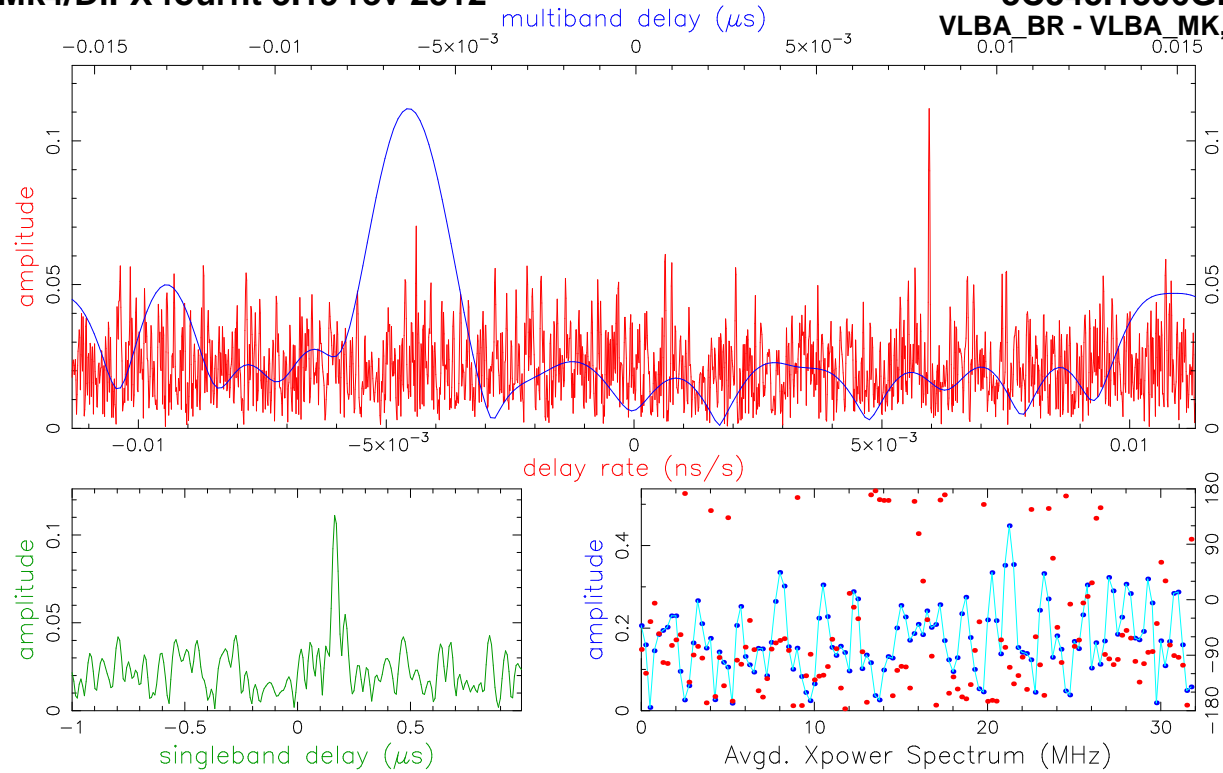 VLBA_BR - VLBA_MK,
multiband delay (μs)
−0.015 −0.01 −5×10⁻³ 0 5×10⁻³ 0.01 0.015
amplitude
0 0.05 0.1
0 0.05 0.1
−0.01 −5×10⁻³ 0 5×10⁻³ 0.01
delay rate (ns/s)
amplitude
0 0.05 0.1
−1 −0.5 0 0.5
singleband delay (μs)
amplitude
0 0.2 0.4
−180 −90 0 90 180
0 10 20 30
Avgd. Xpower Spectrum (MHz)